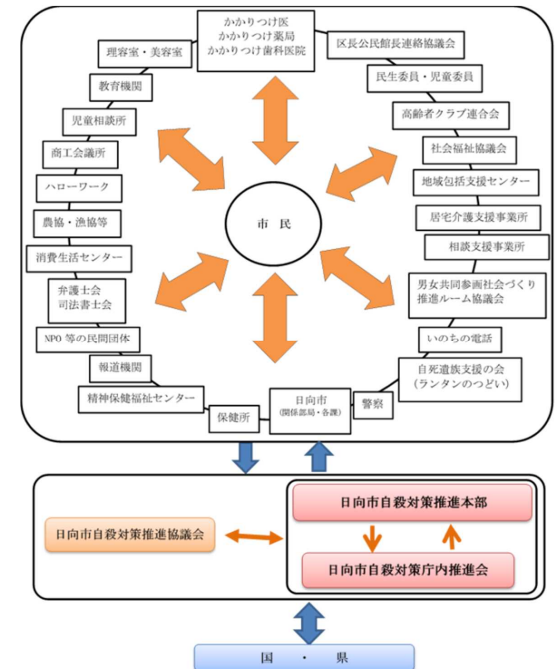 かかりつけ医
かかりつけ薬局
かかりつけ歯科医院
区長公民館長連絡協議会
民生委員・児童委員
高齢者クラブ連合会
社会福祉協議会
地域包括支援センター
居宅介護支援事業所
相談支援事業所
男女共同参画社会づくり
推進ルーム協議会
いのちの電話
自死遺族支援の会
(ランタンのつどい)
警察
日向市
(関係部局・各課)
保健所
精神保健福祉センター
報道機関
NPO 等の民間団体
弁護士会
司法書士会
消費生活センター
農協・漁協等
ハローワーク
商工会議所
児童相談所
教育機関
理容室・美容室
市 民
日向市自殺対策推進協議会
日向市自殺対策推進本部
日向市自殺対策庁内推進会
国 ・ 県